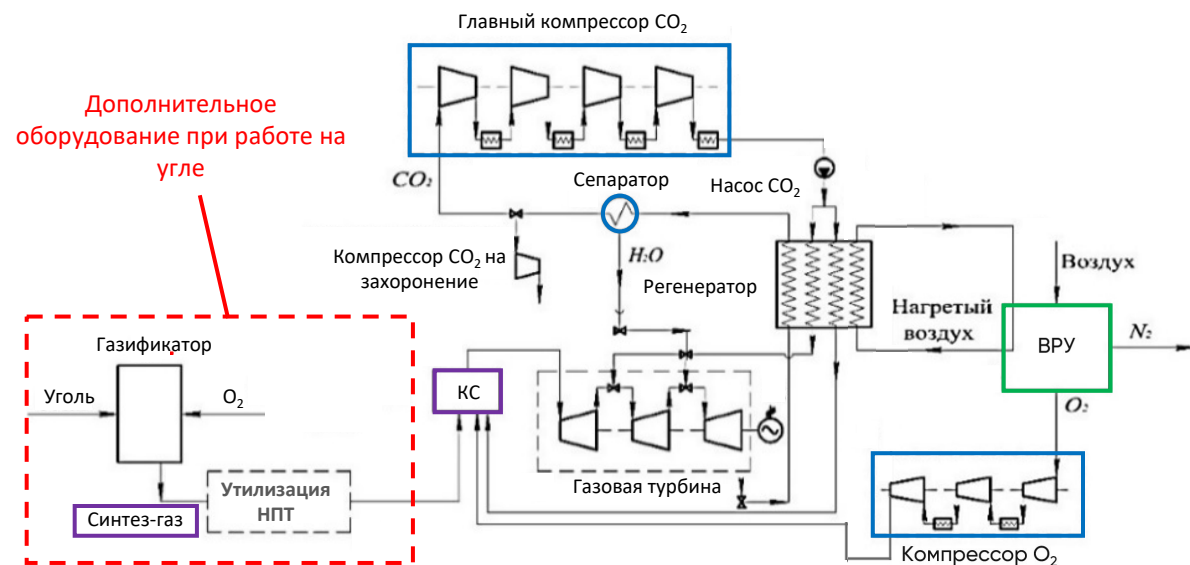 Главный компрессор CO₂
Дополнительное
оборудование при работе на
угле
CO₂
Сепаратор
Насос CO₂
H₂O
Компрессор CO₂ на
захоронение
Регенератор
Воздух
Нагретый
воздух
ВРУ
N₂
Газификатор
Уголь
O₂
КС
O₂
Утилизация
НПТ
Синтез-газ
Газовая турбина
Компрессор O₂